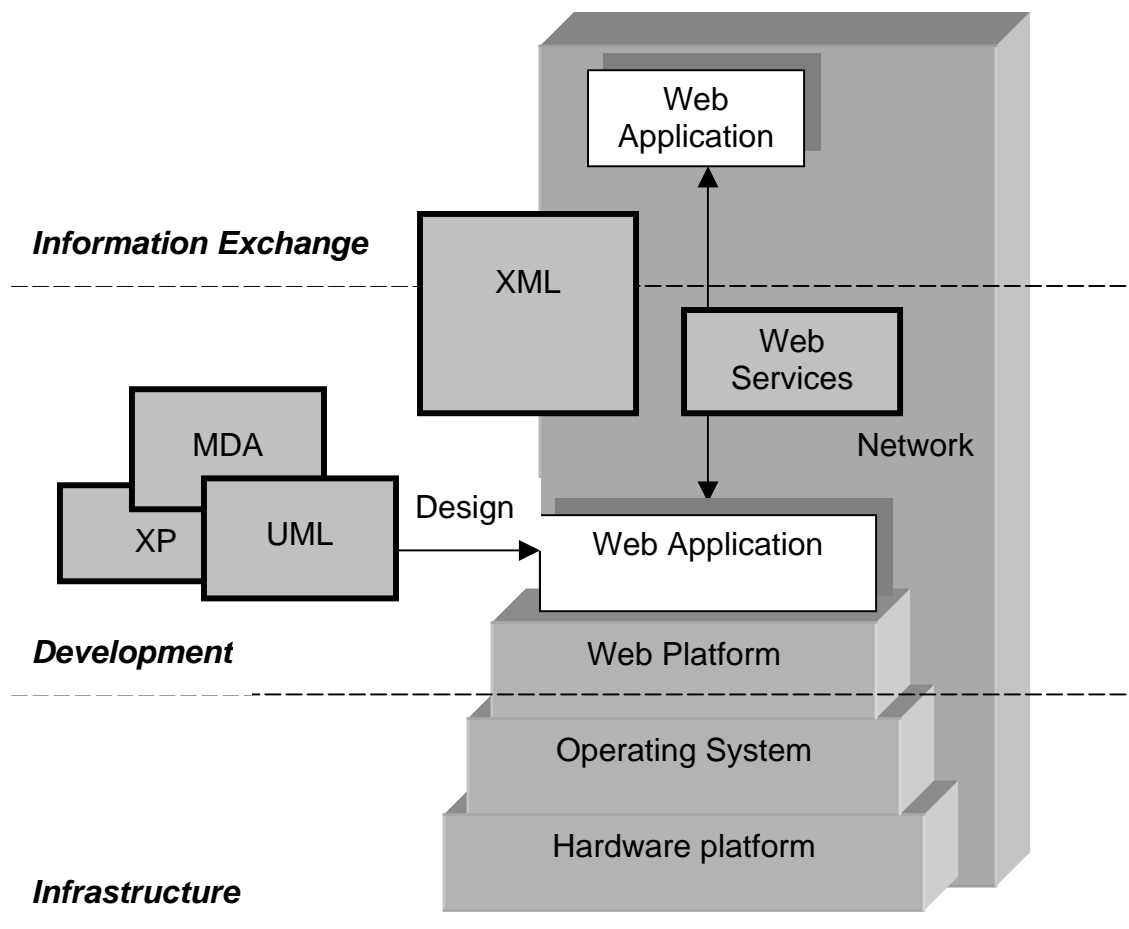 Web
Application
Information Exchange
XML
Web
Services
MDA
Network
Design
XP
UML
Web Application
Development
Web Platform
Operating System
Hardware platform
Infrastructure